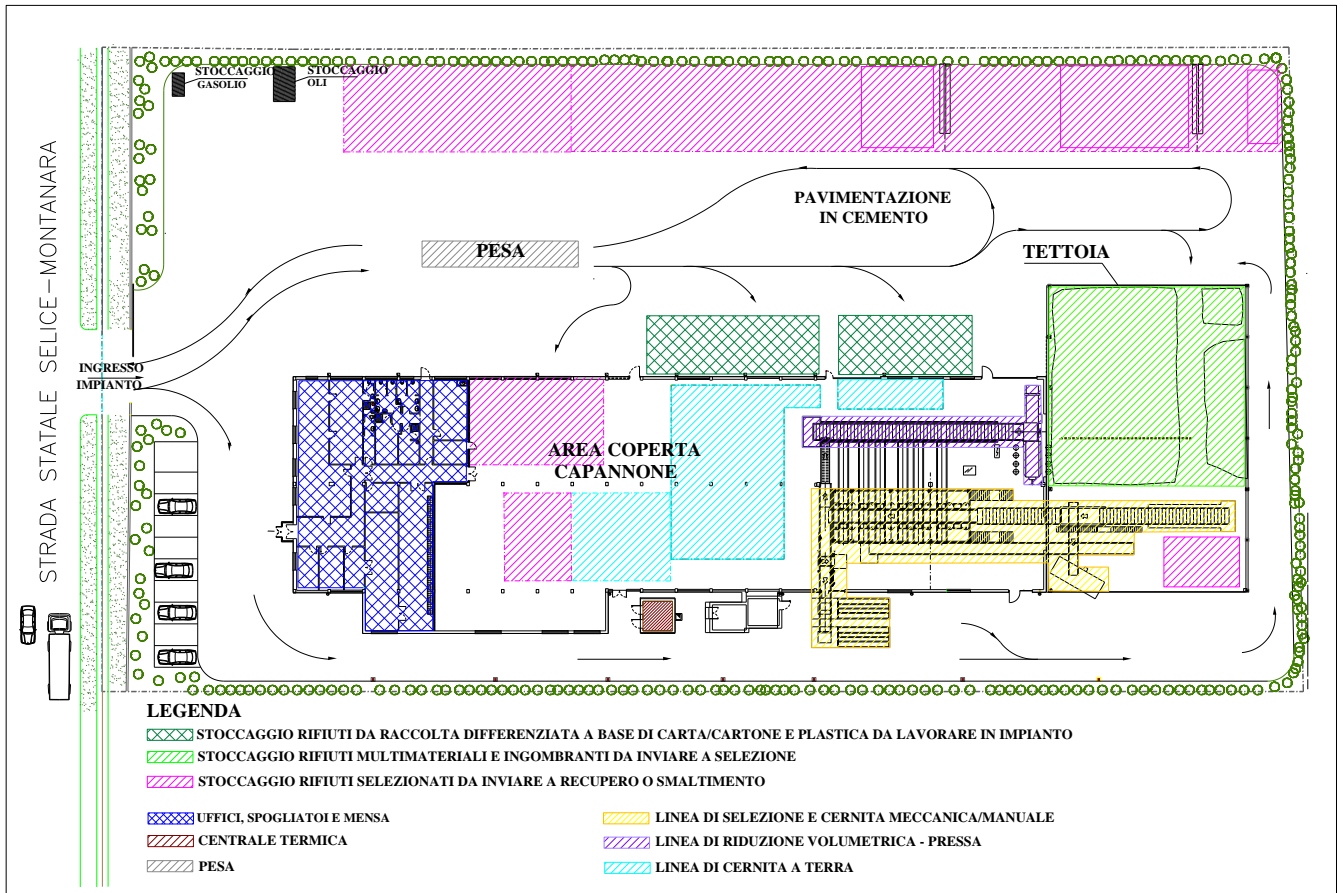 STOCCAGGIO
GASOLIO
STOCCAGGIO
OLI
PAVIMENTAZIONE
IN CEMENTO
PESA
TETTOIA
STRADA STATALE SELICE-MONTANARA
INGRESSO
IMPIANTO
AREA COPERTA
CAPANNONE
LEGENDA
STOCCAGGIO RIFIUTI DA RACCOLTA DIFFERENZIATA A BASE DI CARTA/CARTONE E PLASTICA DA LAVORARE IN IMPIANTO
STOCCAGGIO RIFIUTI MULTIMATERIALI E INGOMBRANTI DA INVIARE A SELEZIONE
STOCCAGGIO RIFIUTI SELEZIONATI DA INVIARE A RECUPERO O SMALTIMENTO
UFFICI, SPOGLIATOI E MENSA
CENTRALE TERMICA
PESA
LINEA DI SELEZIONE E CERNITA MECCANICA/MANUALE
LINEA DI RIDUZIONE VOLUMETRICA - PRESSA
LINEA DI CERNITA A TERRA